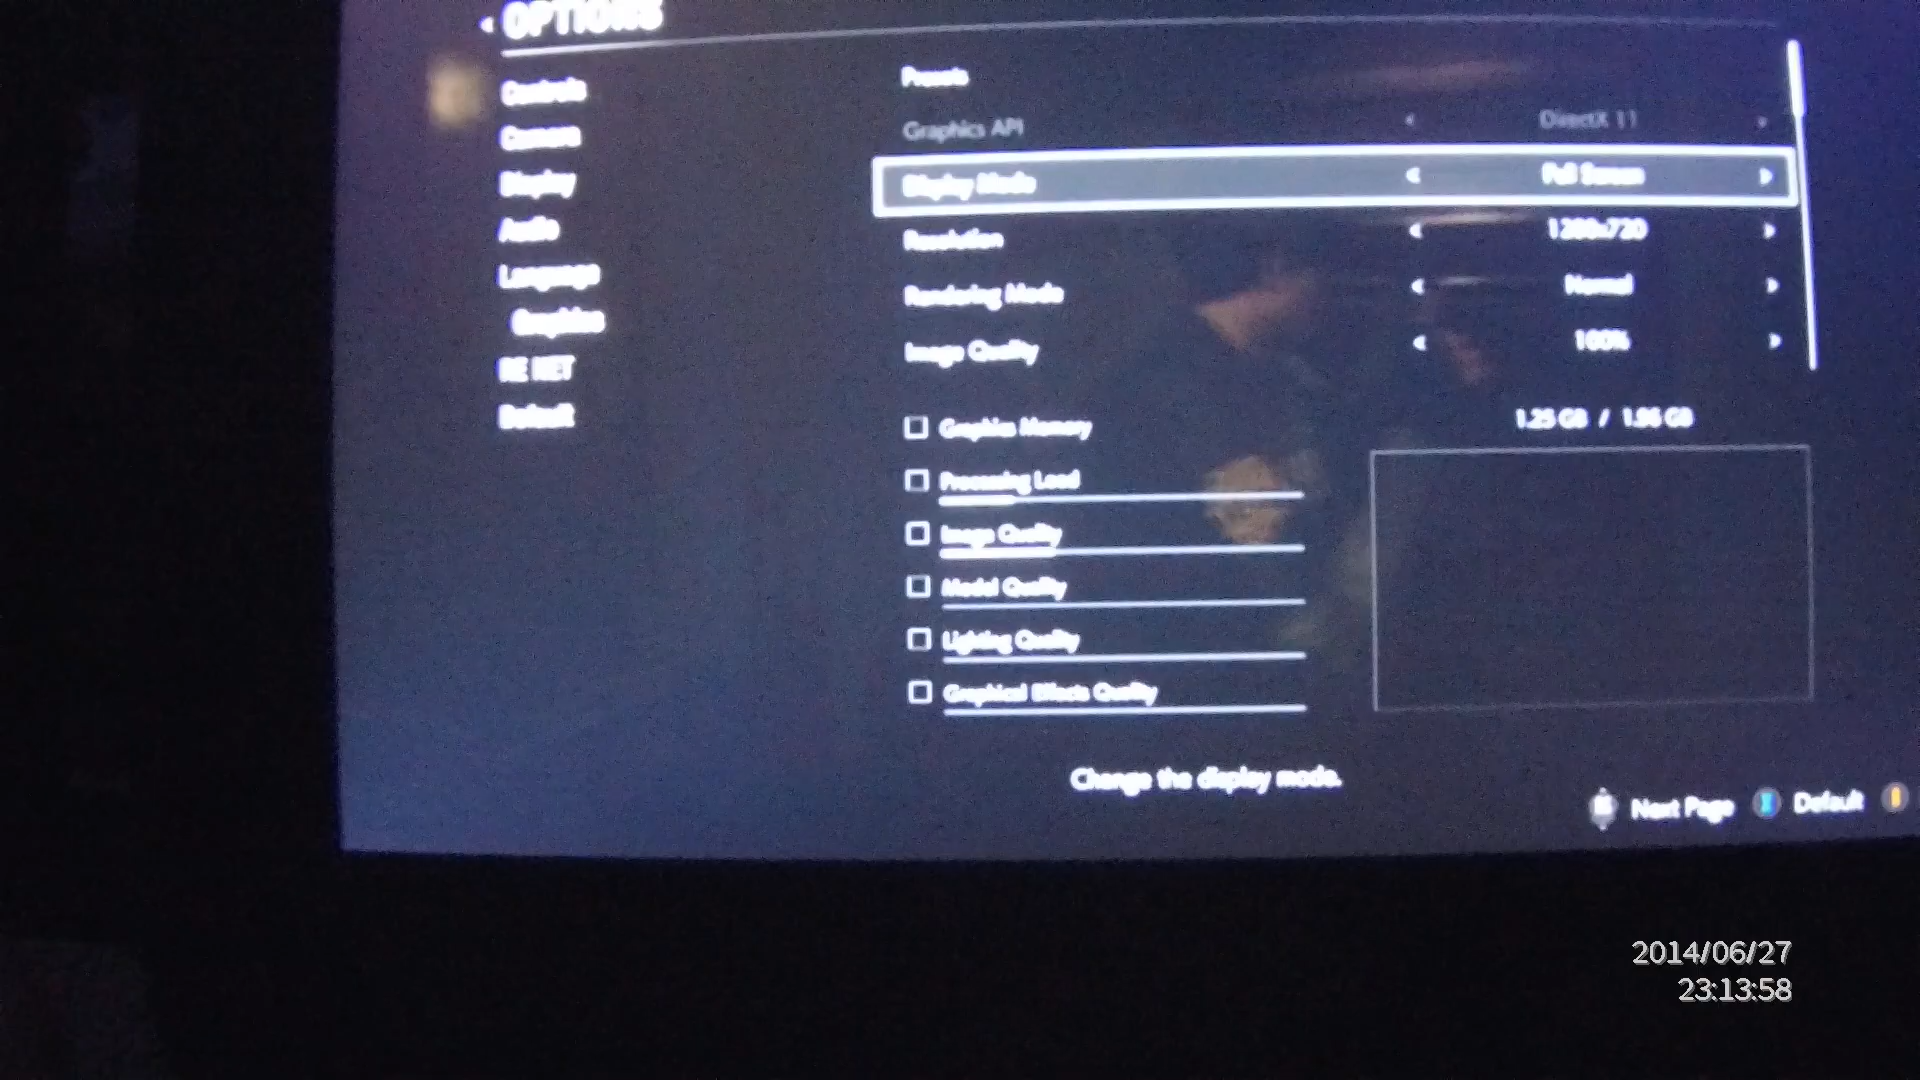 OPTIONS
Controls
Camera
Display
Audio
Language
Graphics
RE NET
Default
Presets
Graphics API DirectX 11
Display Mode Full Screen
Resolution 1280x720
Rendering Mode Normal
Image Quality 100%
Graphics Memory 1.25 GB / 1.96 GB
Processing Load
Image Quality
Model Quality
Lighting Quality
Graphical Effects Quality
Change the display mode.
Next Page X Default
2014/06/27
23:13:58